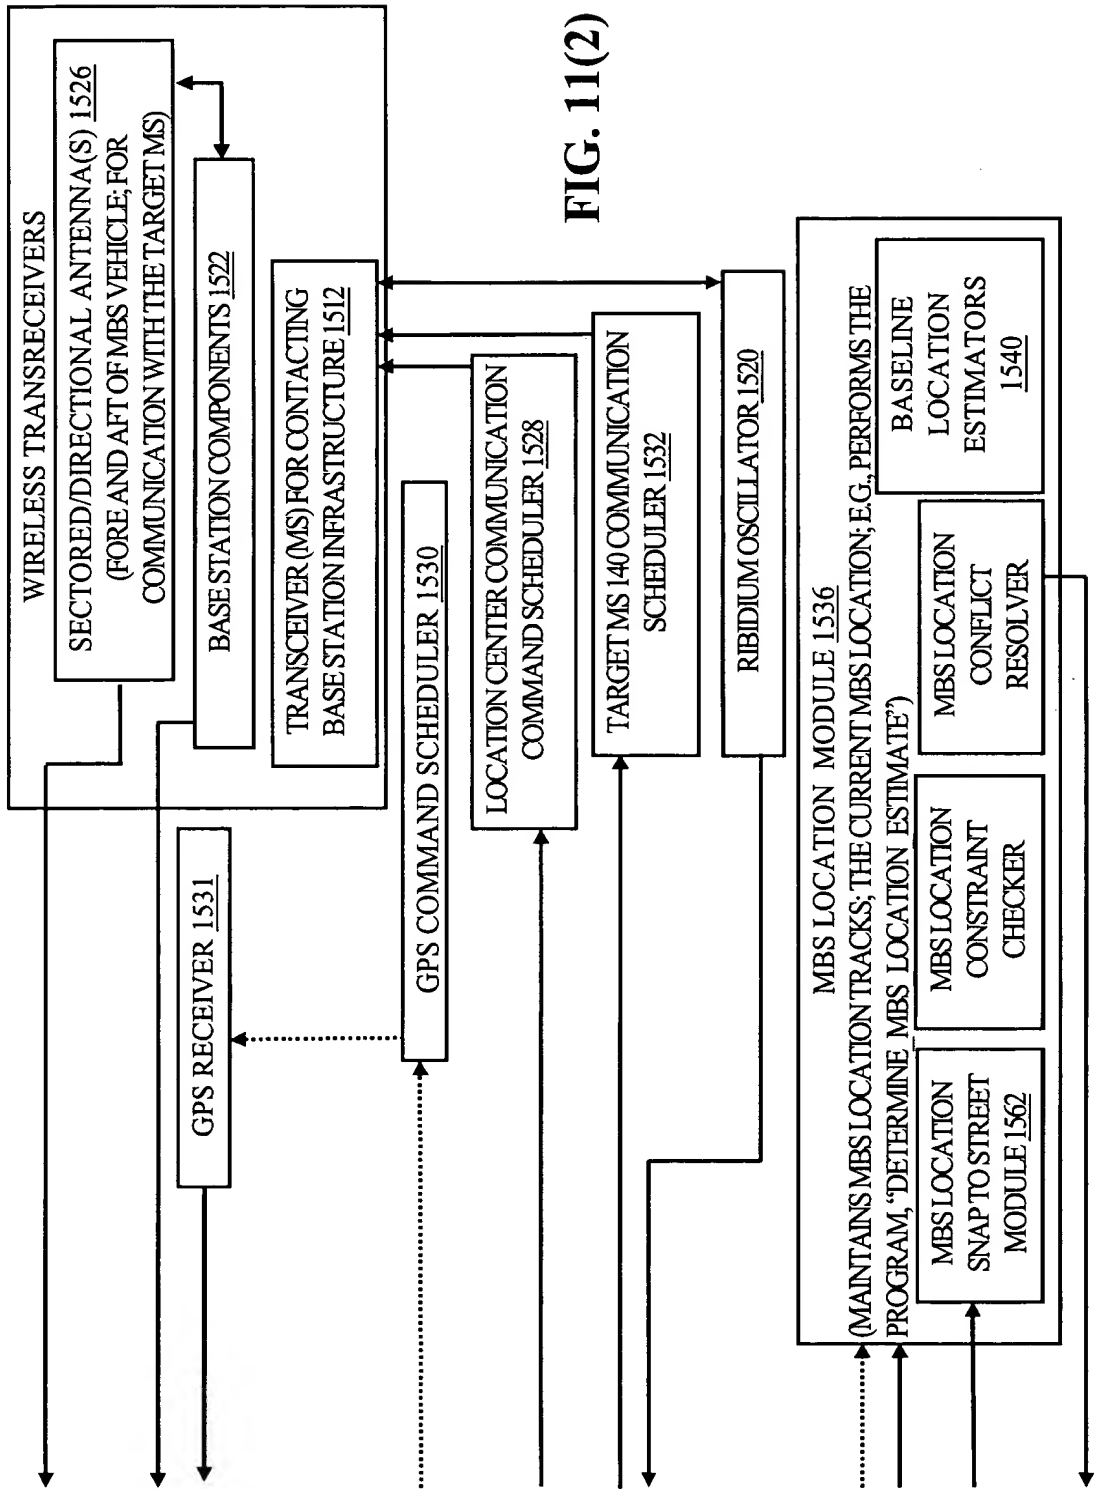 WIRELESS TRANSRECEIVERS
SECTORED/DIRECTIONAL ANTENNA(S) 1526
(FORE AND AFT OF MBS VEHICLE; FOR
COMMUNICATION WITH THE TARGET MS)
BASE STATION COMPONENTS 1522
TRANSCEIVER (MS) FOR CONTACTING
BASE STATION INFRASTRUCTURE 1512
GPS RECEIVER 1531
GPS COMMAND SCHEDULER 1530
LOCATION CENTER COMMUNICATION
COMMAND SCHEDULER 1528
TARGET MS 140 COMMUNICATION
SCHEDULER 1532
RIBIDIUM OSCILLATOR 1520
FIG. 11(2)
MBS LOCATION MODULE 1536
(MAINTAINS MBS LOCATION TRACKS; THE CURRENT MBS LOCATION; E.G., PERFORMS THE
PROGRAM, “DETERMINE MBS LOCATION ESTIMATE”)
MBS LOCATION
SNAP TO STREET
MODULE 1562
MBS LOCATION
CONSTRAINT
CHECKER
MBS LOCATION
CONFLICT
RESOLVER
BASELINE
LOCATION
ESTIMATORS
1540